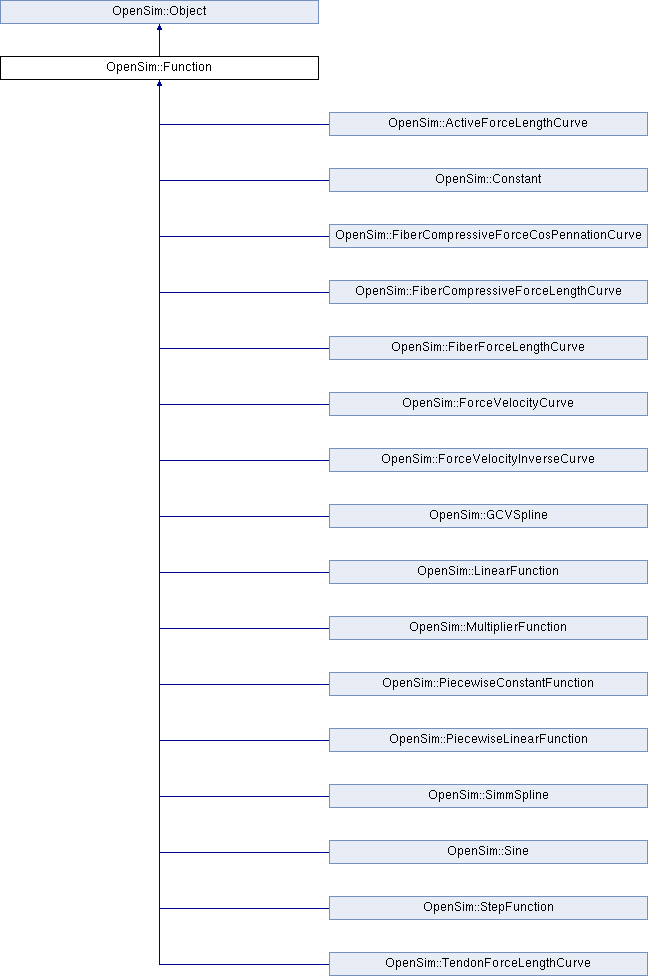 OpenSim::Object
OpenSim::Function
OpenSim::ActiveForceLengthCurve
OpenSim::Constant
OpenSim::FiberCompressiveForceCosPennationCurve
OpenSim::FiberCompressiveForceLengthCurve
OpenSim::FiberForceLengthCurve
OpenSim::ForceVelocityCurve
OpenSim::ForceVelocityInverseCurve
OpenSim::GCVSpline
OpenSim::LinearFunction
OpenSim::MultiplierFunction
OpenSim::PiecewiseConstantFunction
OpenSim::PiecewiseLinearFunction
OpenSim::SimmSpline
OpenSim::Sine
OpenSim::StepFunction
OpenSim::TendonForceLengthCurve